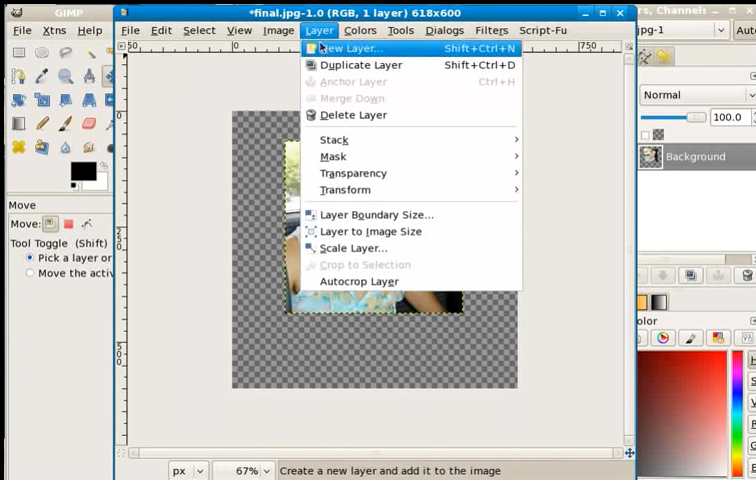 GIMP
*final.jpg-1.0 (RGB, 1 layer) 618x600
s, Channels
File Xtns Help
File Edit Select View Image Layer Colors Tools Dialogs Filters Script-Fu
jpg-1
50
750
New Layer... Shift+Ctrl+N
Duplicate Layer Shift+Ctrl+D
Anchor Layer Ctrl+H
Merge Down
Delete Layer
Stack
Mask
Transparency
Transform
Layer Boundary Size...
Layer to Image Size
Scale Layer...
Crop to Selection
Autocrop Layer
Normal
100.0
Background
Move
Move:
Tool Toggle (Shift)
Pick a layer or
Move the acti
olor
0
px 67% Create a new layer and add it to the image